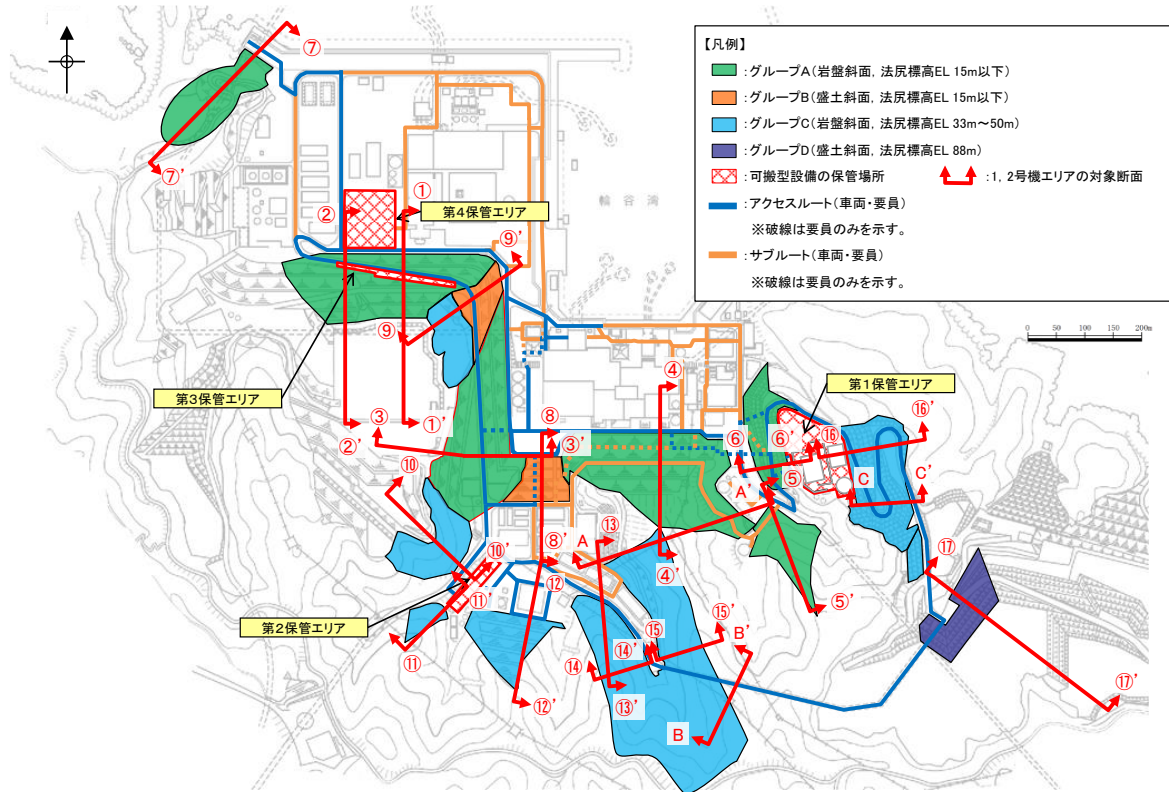 【凡例】
:グループA(岩盤斜面, 法尻標高EL 15m以下)
:グループB(盛土斜面, 法尻標高EL 15m以下)
:グループC(岩盤斜面, 法尻標高EL 33m～50m)
:グループD(盛土斜面, 法尻標高EL 88m)
:可搬型設備の保管場所
:1, 2号機エリアの対象断面
:アクセスルート(車両・要員)
※破線は要員のみを示す。
:サブルート(車両・要員)
※破線は要員のみを示す。
0 50 100 150 200m
輪谷湾
⑦
⑦'
②
①
第4保管エリア
⑨'
⑨
第3保管エリア
④
第1保管エリア
②'
③
①'
⑧
③'
⑥
⑥'
⑯
⑯'
⑩
⑤
A'
C
C'
⑩'
⑧'
A
⑬
④'
⑰
⑪'
⑫
第2保管エリア
⑤'
⑪
⑮
⑮'
B'
⑭
⑭'
⑫'
⑬'
B
⑰'